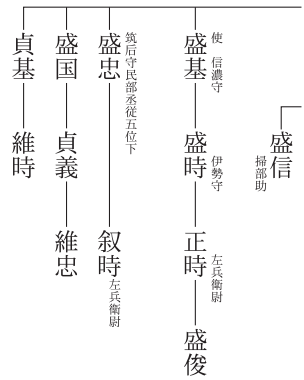 盛信
掃部助
使 信濃守
盛基
盛時
伊勢守
正時
左兵衛尉
盛俊
盛忠
筑后守民部丞従五位下
叙時
左兵衛尉
盛国
貞義
維忠
貞基
維時